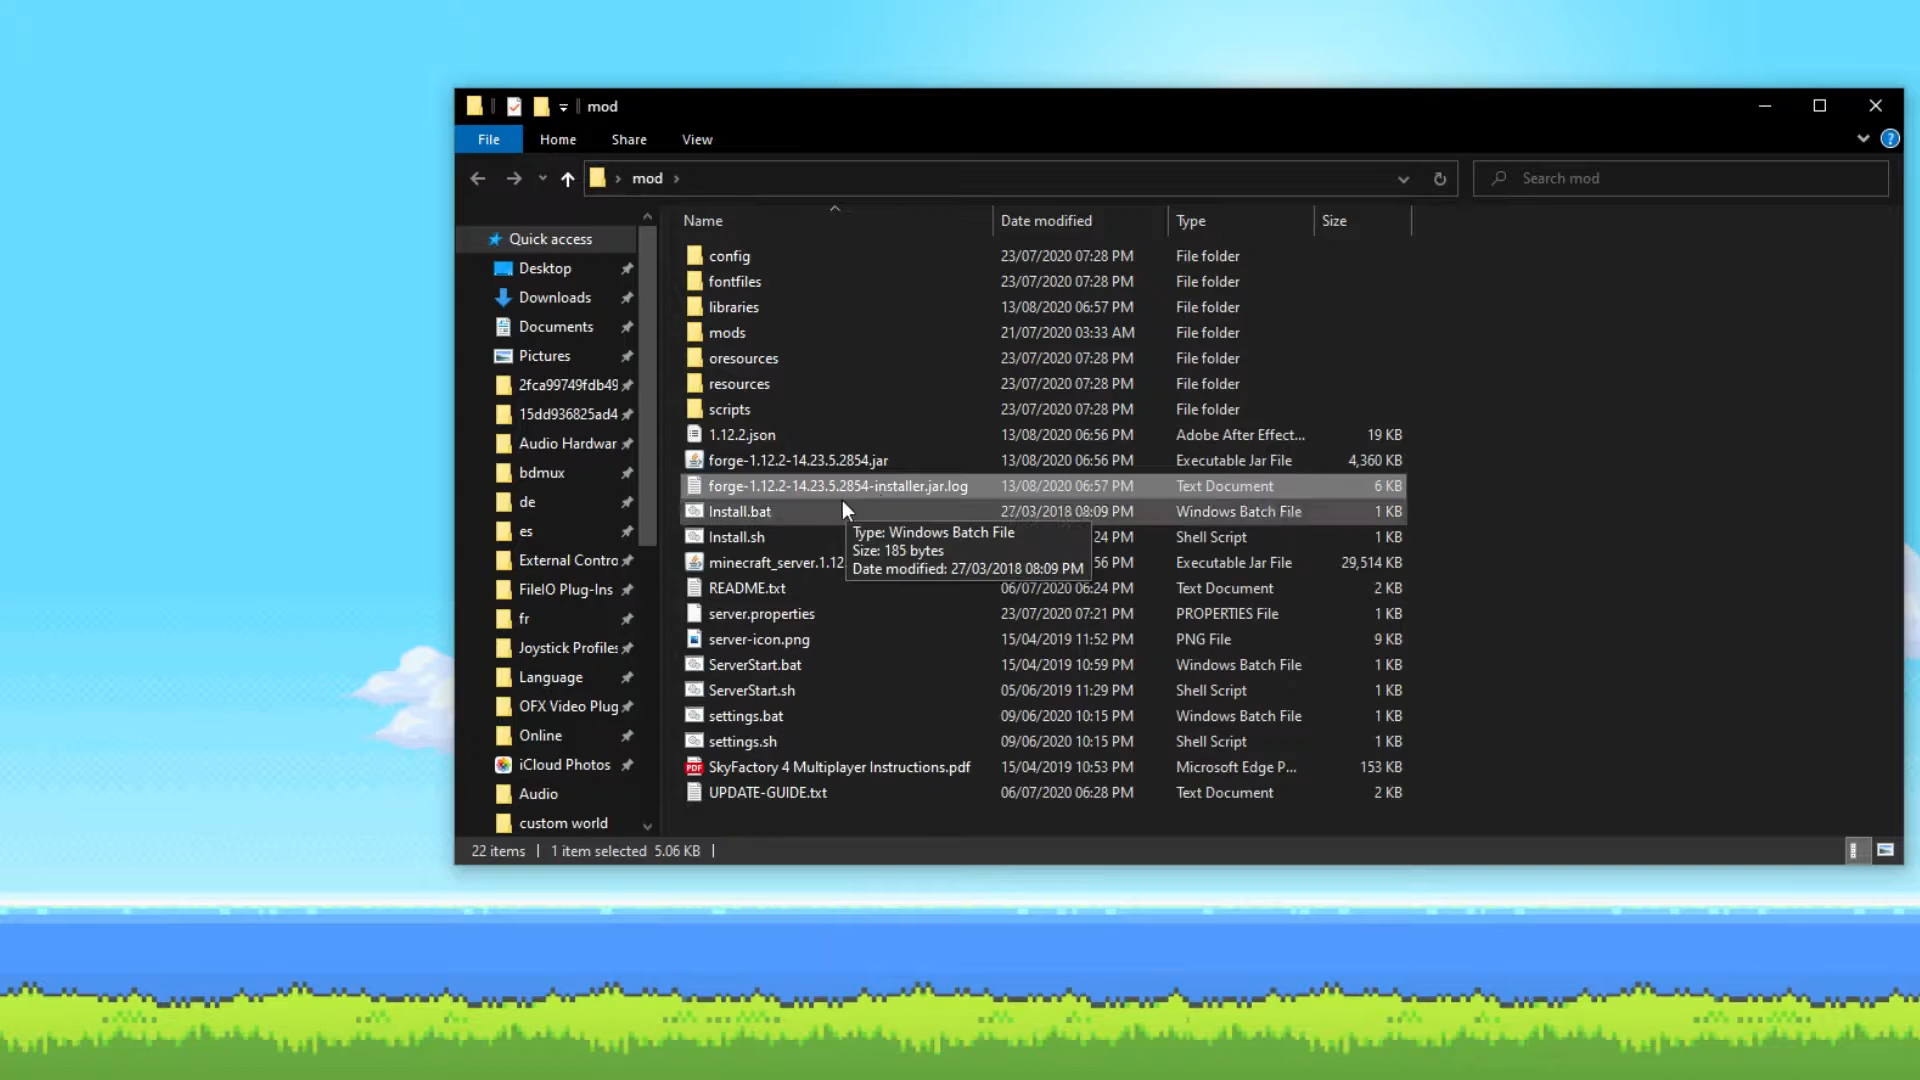 mod
File Home Share View
mod
Search mod
Name Date modified Type Size
Quick access
Desktop
Downloads
Documents
Pictures
2fca99749fdb49
15dd936825ad4
Audio Hardwar
bdmux
de
es
External Contro
FileIO Plug-Ins
fr
Joystick Profiles
Language
OFX Video Plug
Online
iCloud Photos
Audio
custom world
config 23/07/2020 07:28 PM File folder
fontfiles 23/07/2020 07:28 PM File folder
libraries 13/08/2020 06:57 PM File folder
mods 21/07/2020 03:33 AM File folder
oresources 23/07/2020 07:28 PM File folder
resources 23/07/2020 07:28 PM File folder
scripts 23/07/2020 07:28 PM File folder
1.12.2.json 13/08/2020 06:56 PM Adobe After Effect... 19 KB
forge-1.12.2-14.23.5.2854.jar 13/08/2020 06:56 PM Executable Jar File 4,360 KB
forge-1.12.2-14.23.5.2854-installer.jar.log 13/08/2020 06:57 PM Text Document 6 KB
Install.bat 27/03/2018 08:09 PM Windows Batch File 1 KB
Install.sh 24 PM Shell Script 1 KB
minecraft_server.1.12 56 PM Executable Jar File 29,514 KB
README.txt 06/07/2020 06:24 PM Text Document 2 KB
server.properties 23/07/2020 07:21 PM PROPERTIES File 1 KB
server-icon.png 15/04/2019 11:52 PM PNG File 9 KB
ServerStart.bat 15/04/2019 10:59 PM Windows Batch File 1 KB
ServerStart.sh 05/06/2019 11:29 PM Shell Script 1 KB
settings.bat 09/06/2020 10:15 PM Windows Batch File 1 KB
settings.sh 09/06/2020 10:15 PM Shell Script 1 KB
SkyFactory 4 Multiplayer Instructions.pdf 15/04/2019 10:53 PM Microsoft Edge P... 153 KB
UPDATE-GUIDE.txt 06/07/2020 06:28 PM Text Document 2 KB
Type: Windows Batch File
Size: 185 bytes
Date modified: 27/03/2018 08:09 PM
22 items 1 item selected 5.06 KB